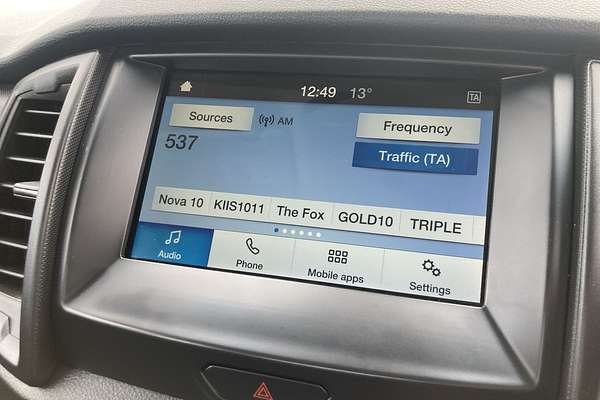 12:49 13° TA
Sources AM Frequency
537 Traffic (TA)
Nova 10 KIIS1011 The Fox GOLD10 TRIPLE
Audio Phone Mobile apps Settings